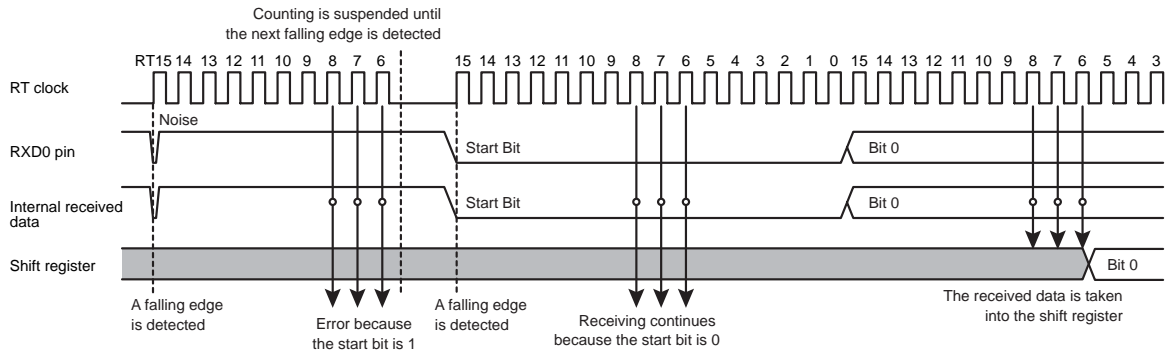 Counting is suspended until
the next falling edge is detected
RT15 14 13 12 11 10 9 8 7 6 15 14 13 12 11 10 9 8 7 6 5 4 3 2 1 0 15 14 13 12 11 10 9 8 7 6 5 4 3
RT clock
Noise
RXD0 pin
Start Bit
Bit 0
Internal received
data
Start Bit
Bit 0
Shift register
Bit 0
A falling edge
is detected
Error because
the start bit is 1
A falling edge
is detected
Receiving continues
because the start bit is 0
The received data is taken
into the shift register